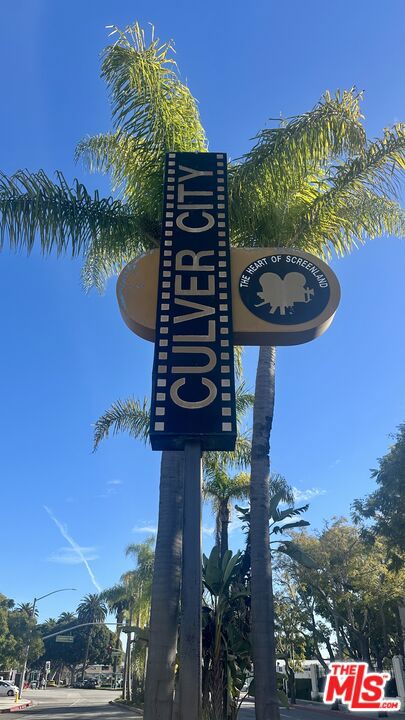 CULVER CITY
THE HEART OF SCREENLAND
THE
MLS.